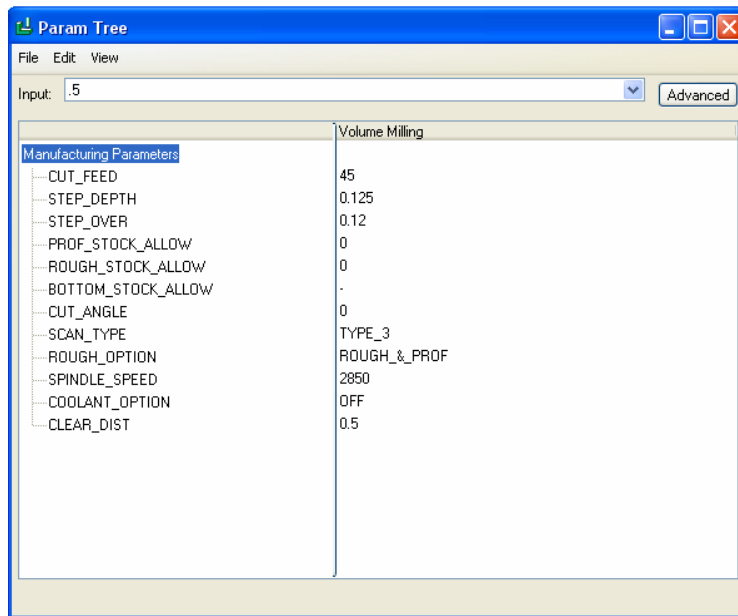 Param Tree
File Edit View
Input: .5 Advanced
Volume Milling
Manufacturing Parameters
CUT_FEED 45
STEP_DEPTH 0.125
STEP_OVER 0.12
PROF_STOCK_ALLOW 0
ROUGH_STOCK_ALLOW 0
BOTTOM_STOCK_ALLOW -
CUT_ANGLE 0
SCAN_TYPE TYPE_3
ROUGH_OPTION ROUGH_&_PROF
SPINDLE_SPEED 2850
COOLANT_OPTION OFF
CLEAR_DIST 0.5